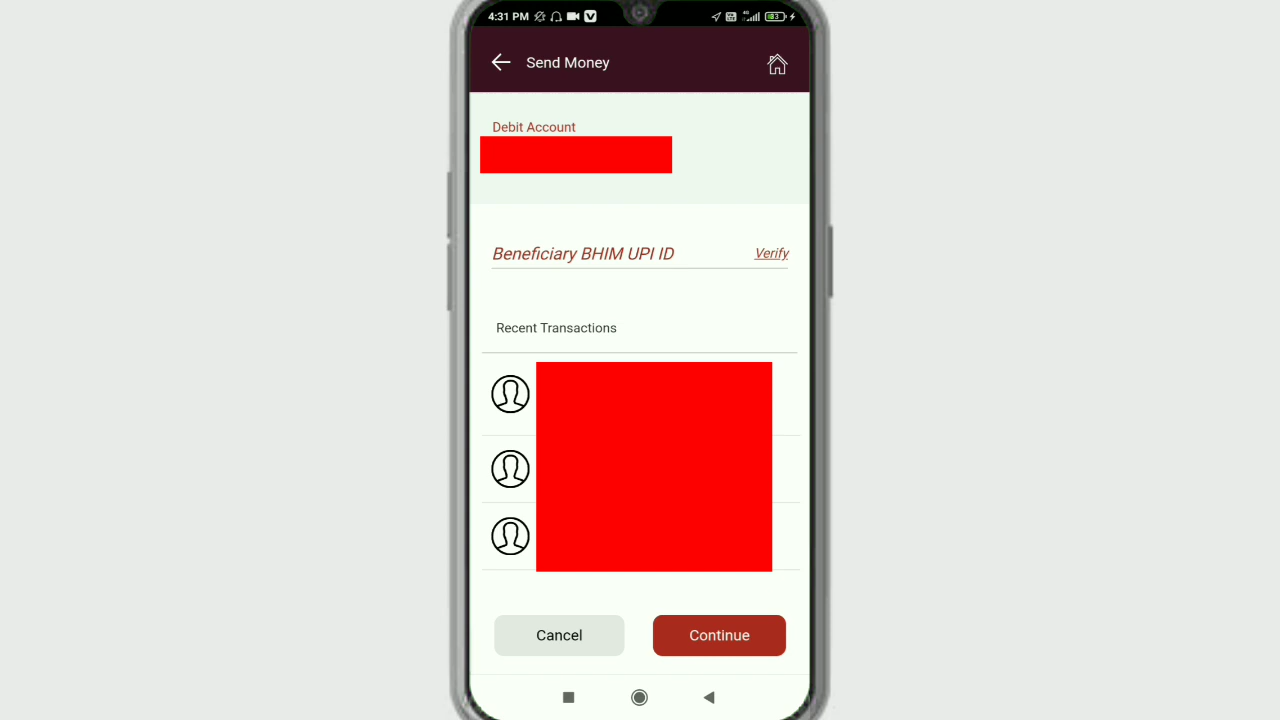 4:31 PM
Send Money
Debit Account
Beneficiary BHIM UPI ID Verify
Recent Transactions
Cancel Continue